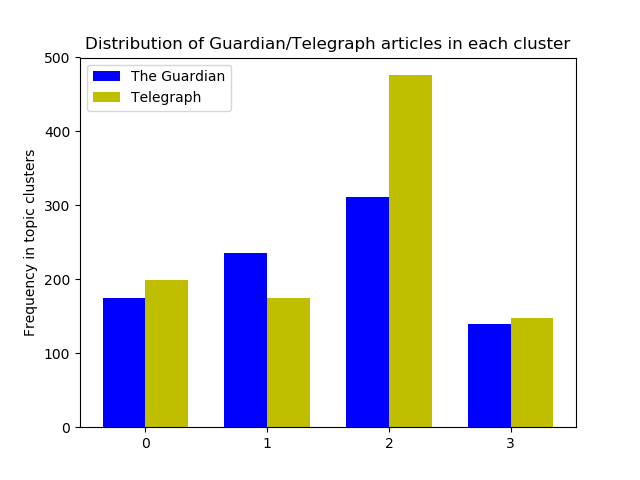 Distribution of Guardian/Telegraph articles in each cluster
500
400
300
200
100
0
Frequency in topic clusters
The Guardian
Telegraph
0
1
2
3